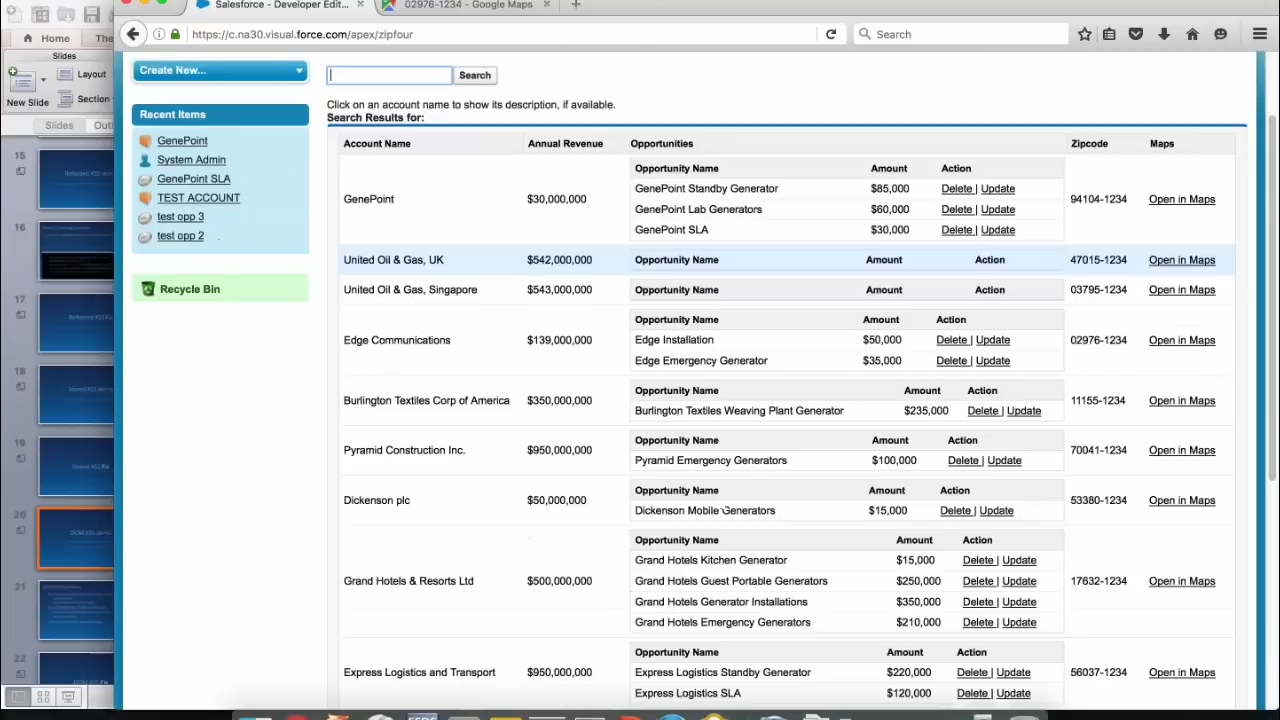 Salesforce - Developer Edit...
02976-1234 - Google Maps
Home
The
https://c.na30.visual.force.com/apex/zipfour
Search
Slides
New Slide
Layout
Section
Slides
Outl
15
16
17
18
19
20
21
22
Create New...
Search
Recent Items
GenePoint
System Admin
GenePoint SLA
TEST ACCOUNT
test opp 3
test opp 2
Recycle Bin
Click on an account name to show its description, if available.
Search Results for:
Account Name Annual Revenue Opportunities Zipcode Maps
Opportunity Name Amount Action
GenePoint Standby Generator $85,000 Delete | Update
GenePoint $30,000,000 GenePoint Lab Generators $60,000 Delete | Update 94104-1234 Open in Maps
GenePoint SLA $30,000 Delete | Update
United Oil & Gas, UK $542,000,000 Opportunity Name Amount Action 47015-1234 Open in Maps
United Oil & Gas, Singapore $543,000,000 Opportunity Name Amount Action 03795-1234 Open in Maps
Opportunity Name Amount Action
Edge Communications $139,000,000 Edge Installation $50,000 Delete | Update 02976-1234 Open in Maps
Edge Emergency Generator $35,000 Delete | Update
Opportunity Name Amount Action
Burlington Textiles Corp of America $350,000,000 Burlington Textiles Weaving Plant Generator $235,000 Delete | Update 11155-1234 Open in Maps
Opportunity Name Amount Action
Pyramid Construction Inc. $950,000,000 Pyramid Emergency Generators $100,000 Delete | Update 70041-1234 Open in Maps
Opportunity Name Amount Action
Dickenson plc $50,000,000 Dickenson Mobile Generators $15,000 Delete | Update 53380-1234 Open in Maps
Opportunity Name Amount Action
Grand Hotels Kitchen Generator $15,000 Delete | Update
Grand Hotels & Resorts Ltd $500,000,000 Grand Hotels Guest Portable Generators $250,000 Delete | Update 17632-1234 Open in Maps
Grand Hotels Generator Installations $350,000 Delete | Update
Grand Hotels Emergency Generators $210,000 Delete | Update
Opportunity Name Amount Action
Express Logistics and Transport $950,000,000 Express Logistics Standby Generator $220,000 Delete | Update 56037-1234 Open in Maps
Express Logistics SLA $120,000 Delete | Update